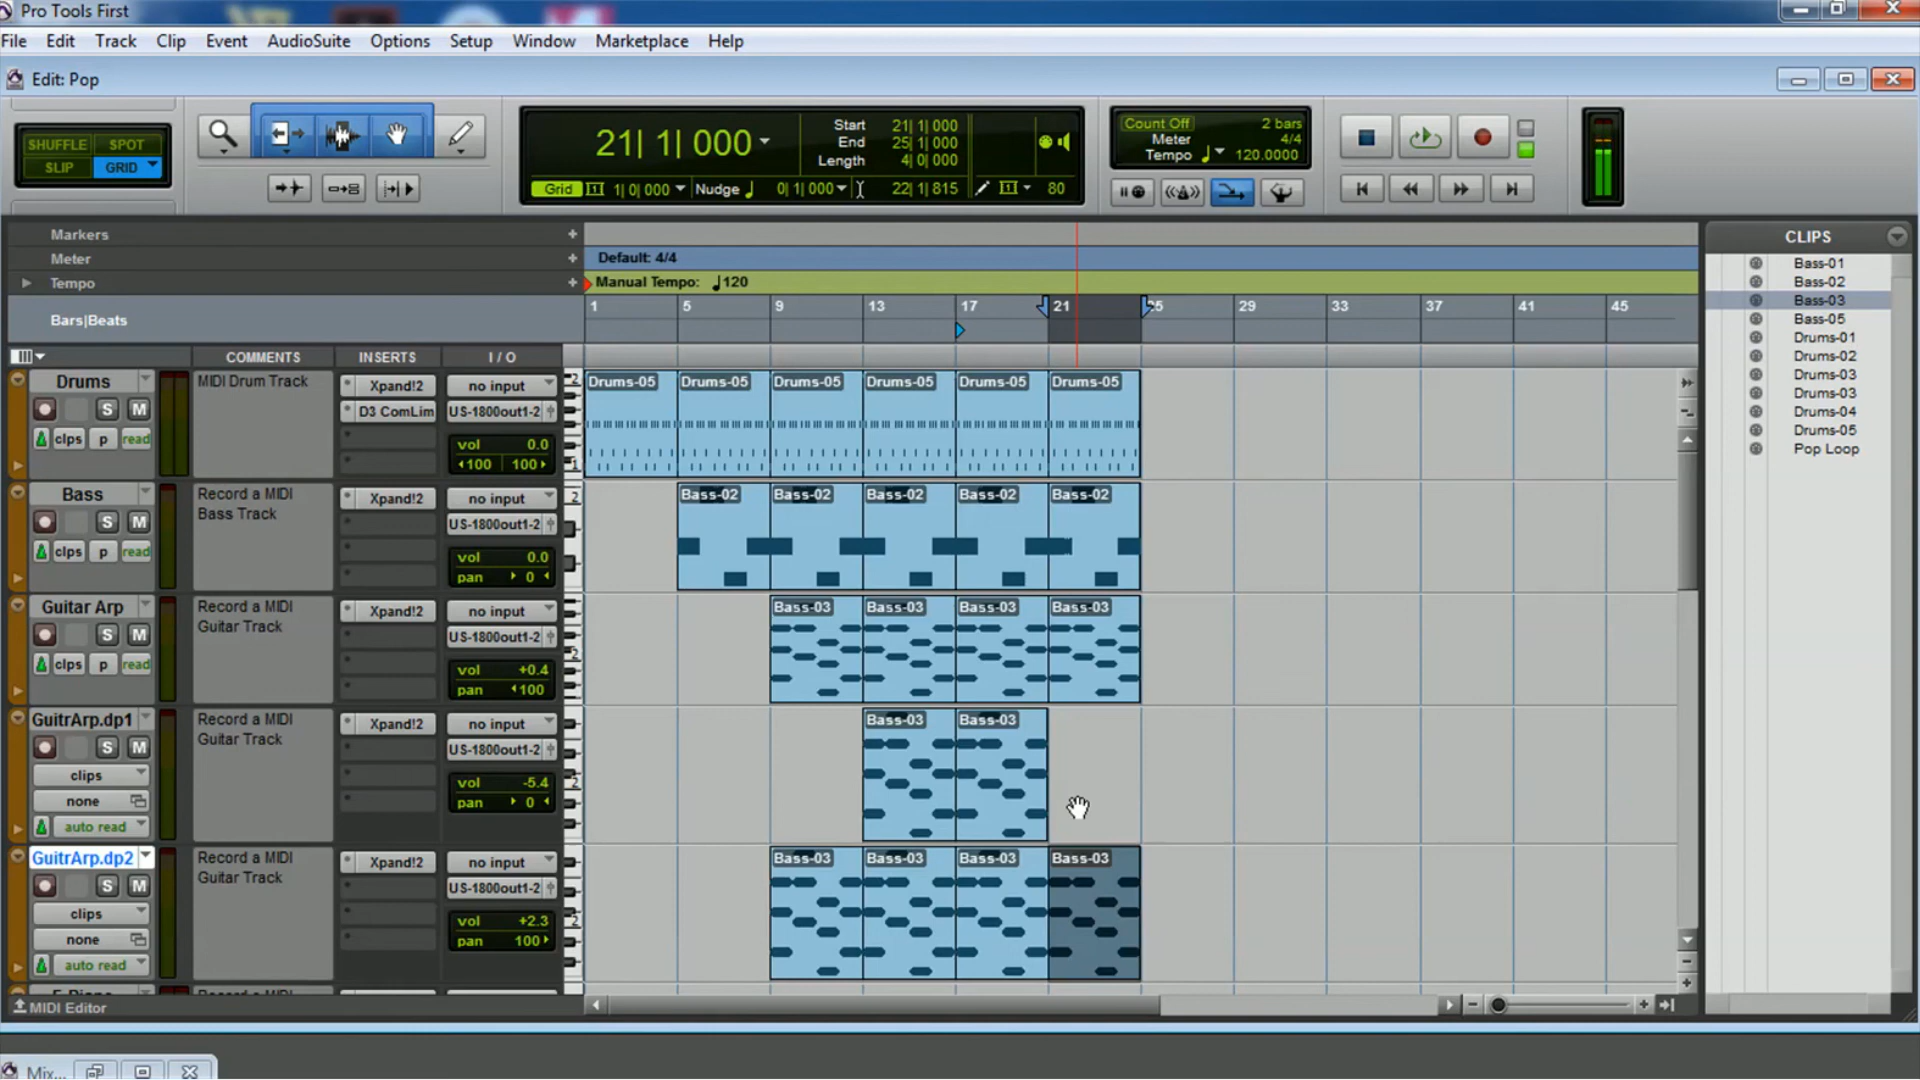 Pro Tools First
File Edit Track Clip Event AudioSuite Options Setup Window Marketplace Help
Edit: Pop
SHUFFLE SPOT
SLIP GRID
21| 1| 000
Start 21| 1| 000
End 25| 1| 000
Length 4| 0| 000
Grid 1| 0| 000 Nudge 0| 1| 000 22| 1| 815 80
Count Off 2 bars
Meter 4/4
Tempo 120.0000
Markers
Meter Default: 4/4
Tempo Manual Tempo: 120
Bars|Beats 1 5 9 13 17 21 25 29 33 37 41 45
COMMENTS INSERTS I / O
Drums MIDI Drum Track Xpand!2 no input
S M D3 ComLim US-1800out1-2
clps p read vol 0.0
100 100
Drums-05 Drums-05 Drums-05 Drums-05 Drums-05 Drums-05
Bass Record a MIDI Bass Track Xpand!2 no input
S M US-1800out1-2
clps p read vol 0.0
pan 0
Bass-02 Bass-02 Bass-02 Bass-02 Bass-02
Guitar Arp Record a MIDI Guitar Track Xpand!2 no input
S M US-1800out1-2
clps p read vol +0.4
pan 100
Bass-03 Bass-03 Bass-03 Bass-03
GuitrArp.dp1 Record a MIDI Guitar Track Xpand!2 no input
S M US-1800out1-2
clips vol -5.4
none pan 0
auto read
Bass-03 Bass-03
GuitrArp.dp2 Record a MIDI Guitar Track Xpand!2 no input
S M US-1800out1-2
clips vol +2.3
none pan 100
auto read
Bass-03 Bass-03 Bass-03 Bass-03
MIDI Editor
CLIPS
Bass-01
Bass-02
Bass-03
Bass-05
Drums-01
Drums-02
Drums-03
Drums-03
Drums-04
Drums-05
Pop Loop
Mix...